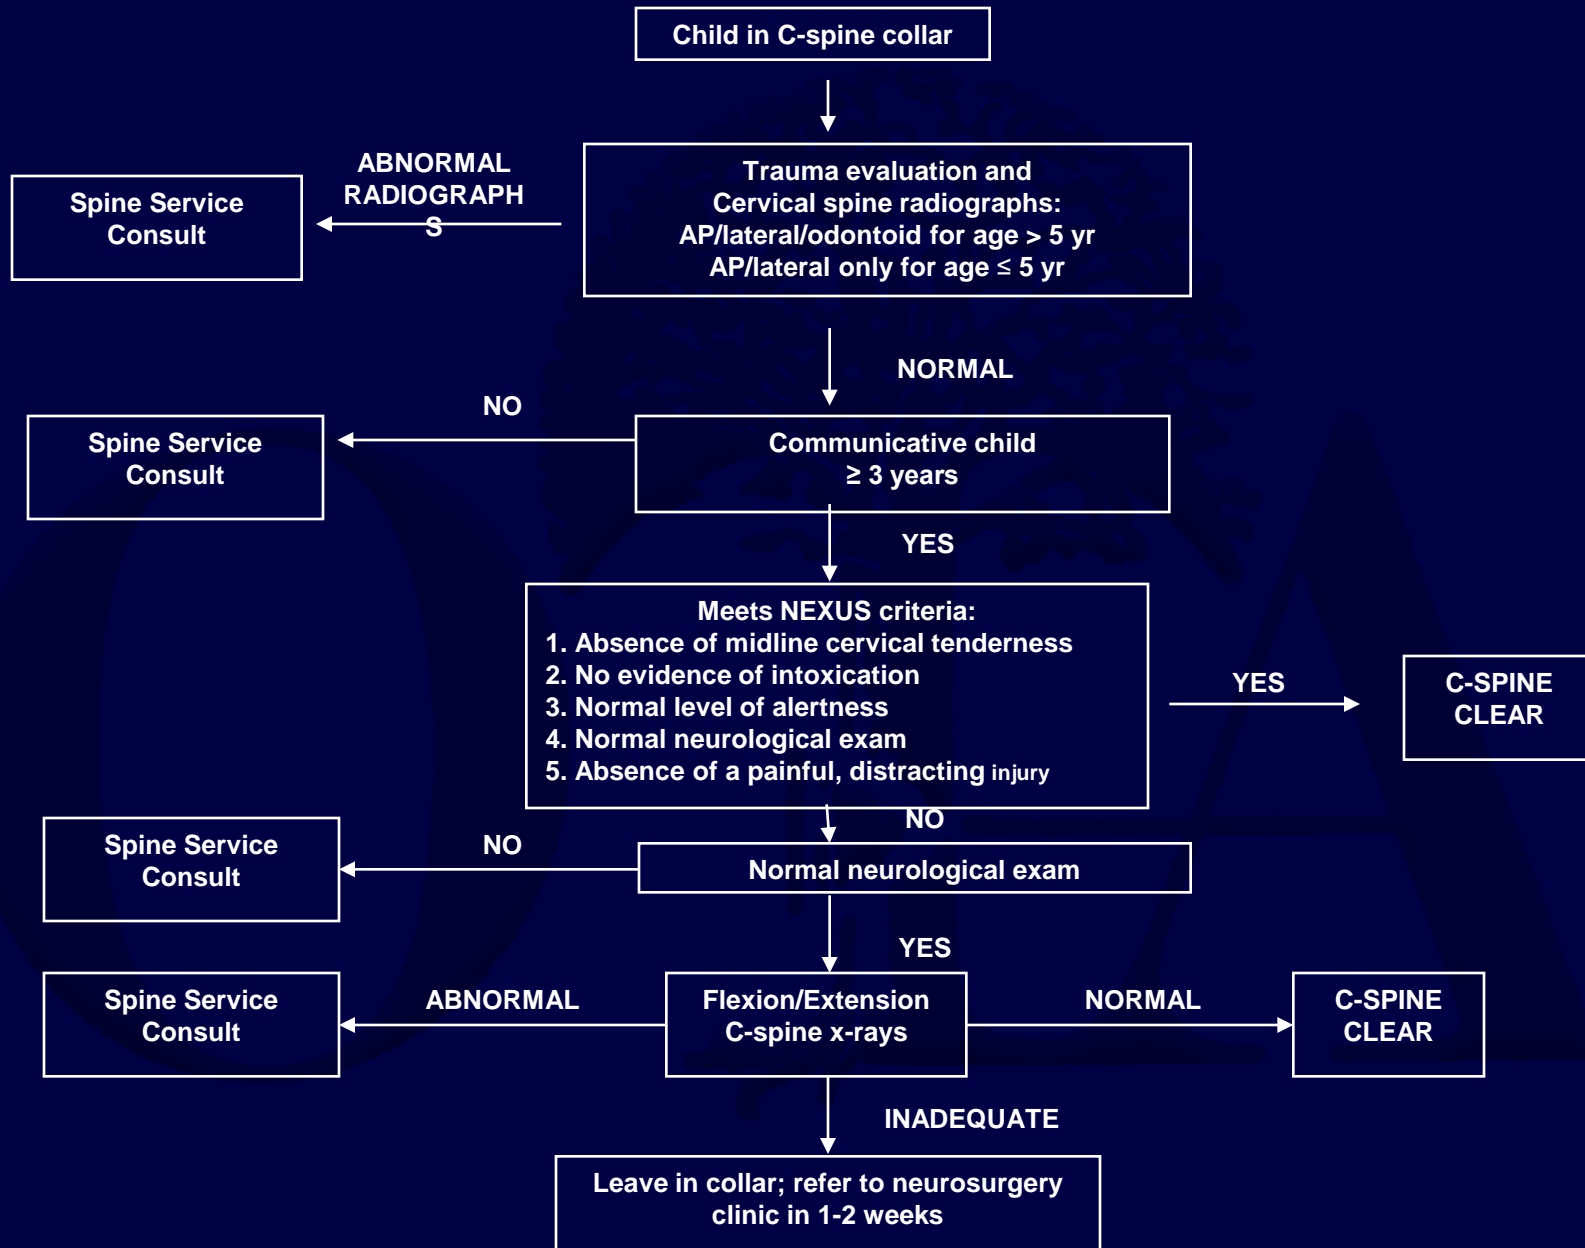 Child in C-spine collar
ABNORMAL
RADIOGRAPH
S
Spine Service
Consult
Trauma evaluation and
Cervical spine radiographs:
AP/lateral/odontoid for age > 5 yr
AP/lateral only for age ≤ 5 yr
NORMAL
NO
Spine Service
Consult
Communicative child
≥ 3 years
YES
Meets NEXUS criteria:
1. Absence of midline cervical tenderness
2. No evidence of intoxication
3. Normal level of alertness
4. Normal neurological exam
5. Absence of a painful, distracting injury
YES
C-SPINE
CLEAR
NO
Spine Service
Consult
NO
Normal neurological exam
YES
Spine Service
Consult
ABNORMAL
Flexion/Extension
C-spine x-rays
NORMAL
C-SPINE
CLEAR
INADEQUATE
Leave in collar; refer to neurosurgery
clinic in 1-2 weeks
OTA